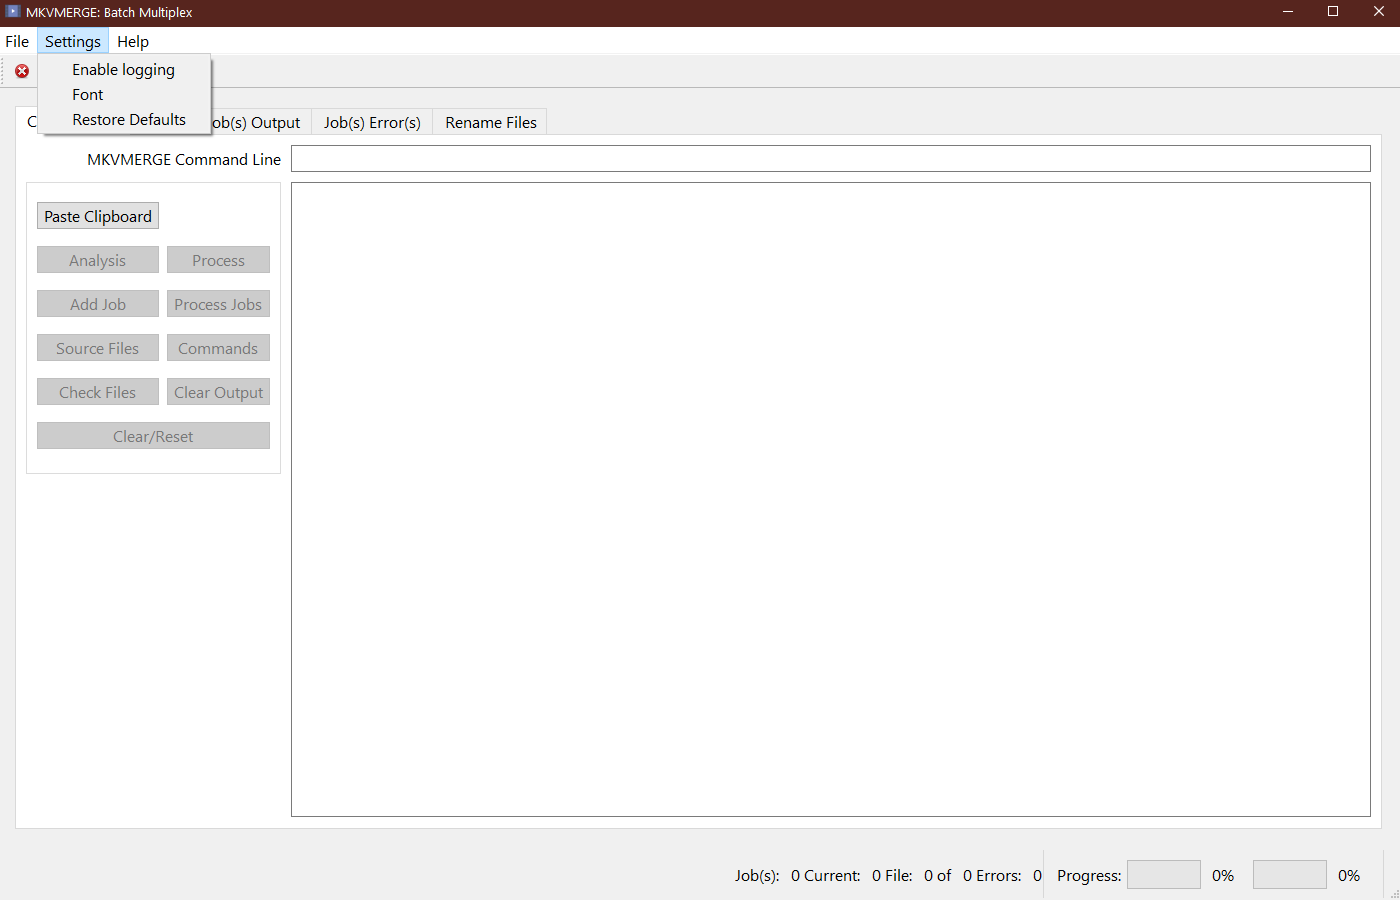 MKVMERGE: Batch Multiplex
File Settings Help
Enable logging
Font
Restore Defaults
Output Job(s) Error(s) Rename Files
MKVMERGE Command Line
Paste Clipboard
Analysis Process
Add Job Process Jobs
Source Files Commands
Check Files Clear Output
Clear/Reset
Job(s): 0 Current: 0 File: 0 of 0 Errors: 0 Progress: 0% 0%